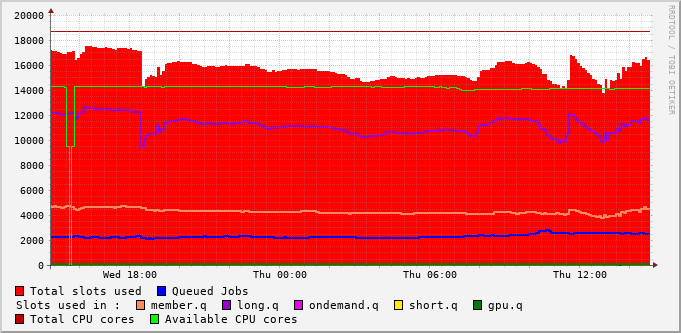 20000
18000
16000
14000
12000
10000
8000
6000
4000
2000
0
Wed 18:00 Thu 00:00 Thu 06:00 Thu 12:00
RRDTOOL / TOBI OETIKER
Total slots used Queued Jobs
Slots used in : member.q long.q ondemand.q short.q gpu.q
Total CPU cores Available CPU cores